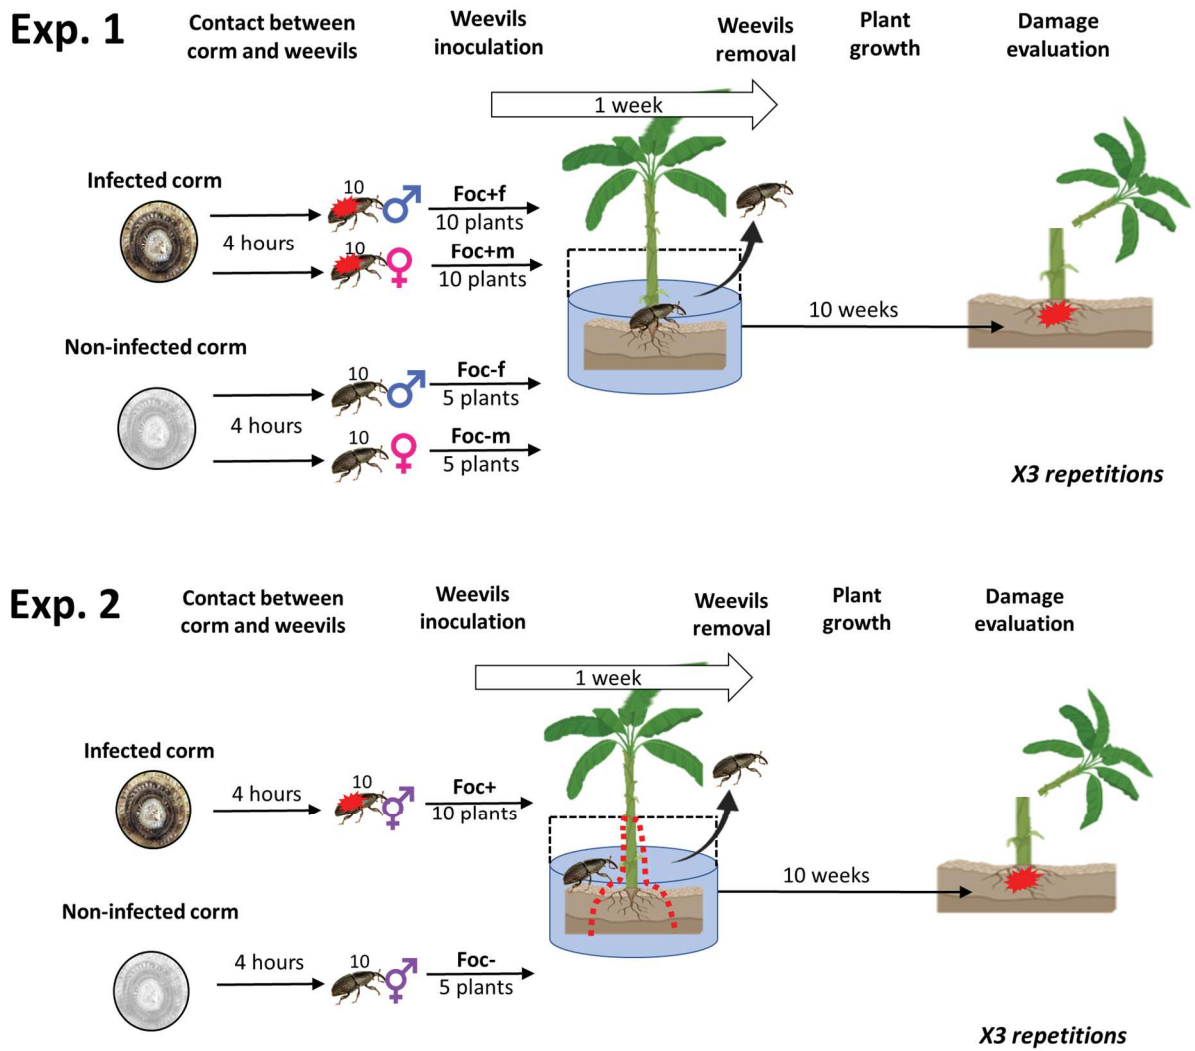 Exp. 1
Contact between
corm and weevils
Weevils
inoculation
Weevils
removal
Plant
growth
Damage
evaluation
1 week
Infected corm
4 hours
10
Foc+f
10 plants
10
Foc+m
10 plants
10 weeks
Non-infected corm
4 hours
10
Foc-f
5 plants
10
Foc-m
5 plants
X3 repetitions
Exp. 2
Contact between
corm and weevils
Weevils
inoculation
Weevils
removal
Plant
growth
Damage
evaluation
1 week
Infected corm
4 hours
10
Foc+
10 plants
10 weeks
Non-infected corm
4 hours
10
Foc-
5 plants
X3 repetitions